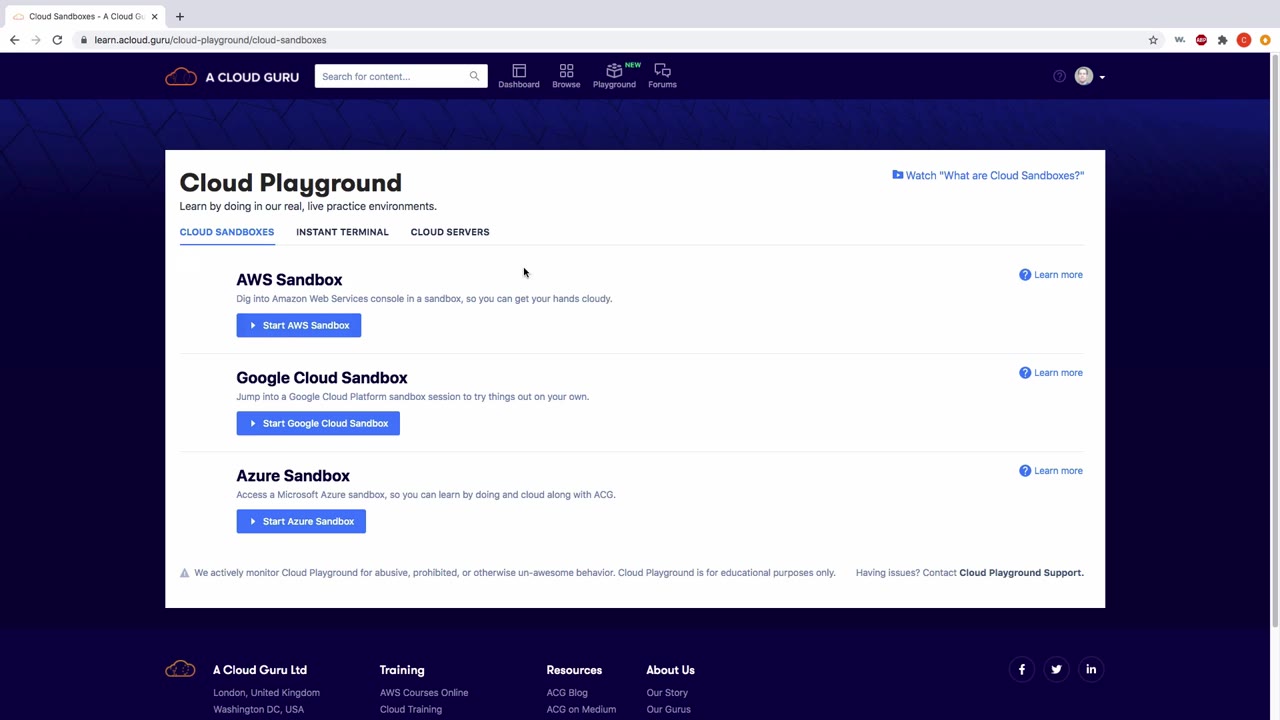 Cloud Sandboxes - A Cloud Gu
learn.acloud.guru/cloud-playground/cloud-sandboxes
W.
ABP
C
A CLOUD GURU
Search for content...
Dashboard
Browse
NEW
Playground
Forums
Cloud Playground
Watch "What are Cloud Sandboxes?"
Learn by doing in our real, live practice environments.
CLOUD SANDBOXES INSTANT TERMINAL CLOUD SERVERS
AWS Sandbox
Learn more
Dig into Amazon Web Services console in a sandbox, so you can get your hands cloudy.
Start AWS Sandbox
Google Cloud Sandbox
Learn more
Jump into a Google Cloud Platform sandbox session to try things out on your own.
Start Google Cloud Sandbox
Azure Sandbox
Learn more
Access a Microsoft Azure sandbox, so you can learn by doing and cloud along with ACG.
Start Azure Sandbox
We actively monitor Cloud Playground for abusive, prohibited, or otherwise un-awesome behavior. Cloud Playground is for educational purposes only.
Having issues? Contact Cloud Playground Support.
A Cloud Guru Ltd Training Resources About Us
London, United Kingdom AWS Courses Online ACG Blog Our Story
Washington DC, USA Cloud Training ACG on Medium Our Gurus